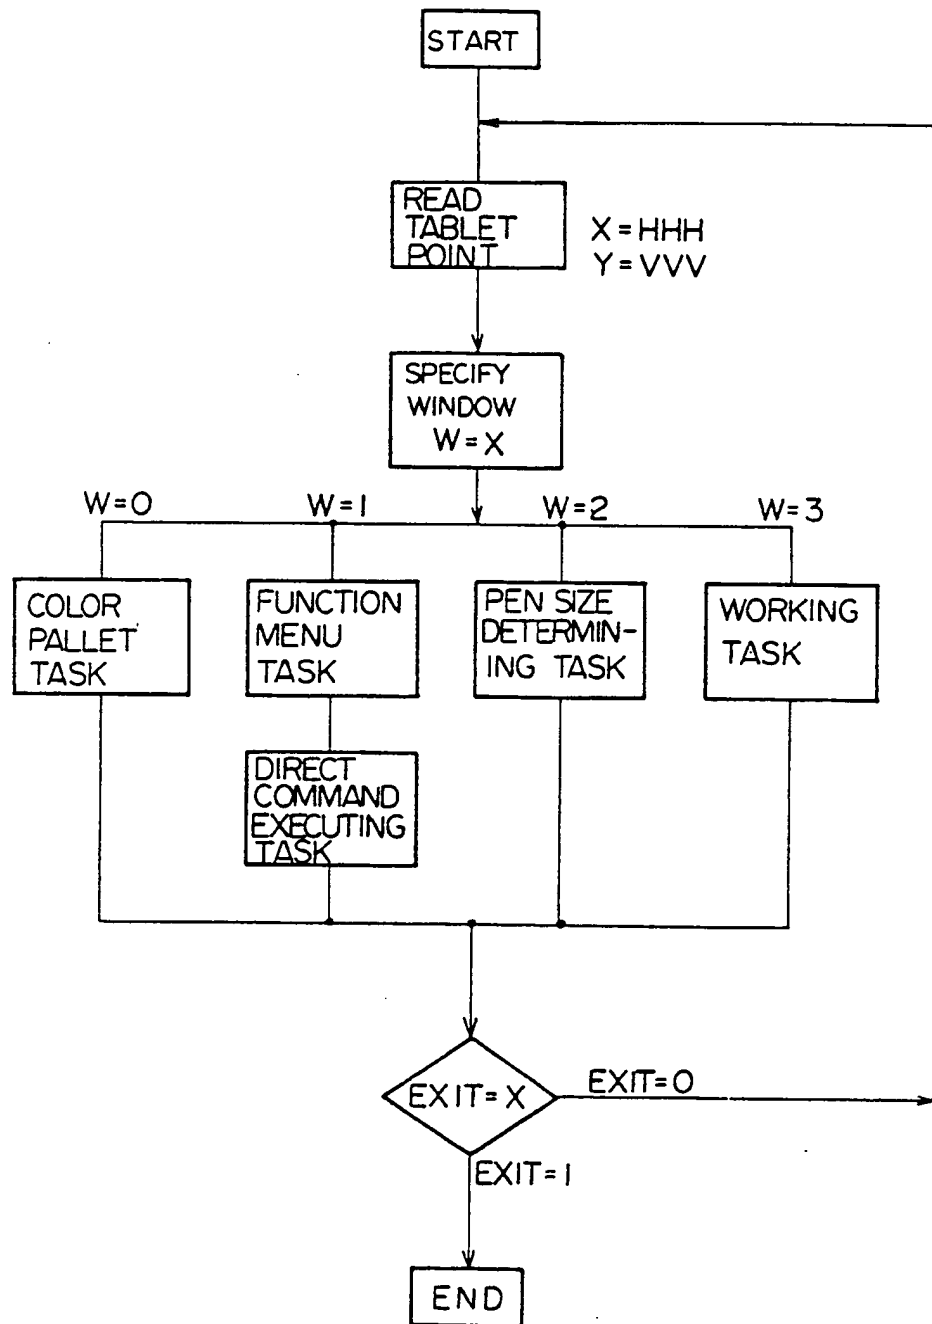 START
READ
TABLET
POINT
X=HHH
Y=VVV
SPECIFY
WINDOW
W=X
W=0
W=1
W=2
W=3
COLOR
PALLET
TASK
FUNCTION
MENU
TASK
PEN SIZE
DETERMIN-
ING TASK
WORKING
TASK
DIRECT
COMMAND
EXECUTING
TASK
EXIT=X
EXIT=0
EXIT=1
END